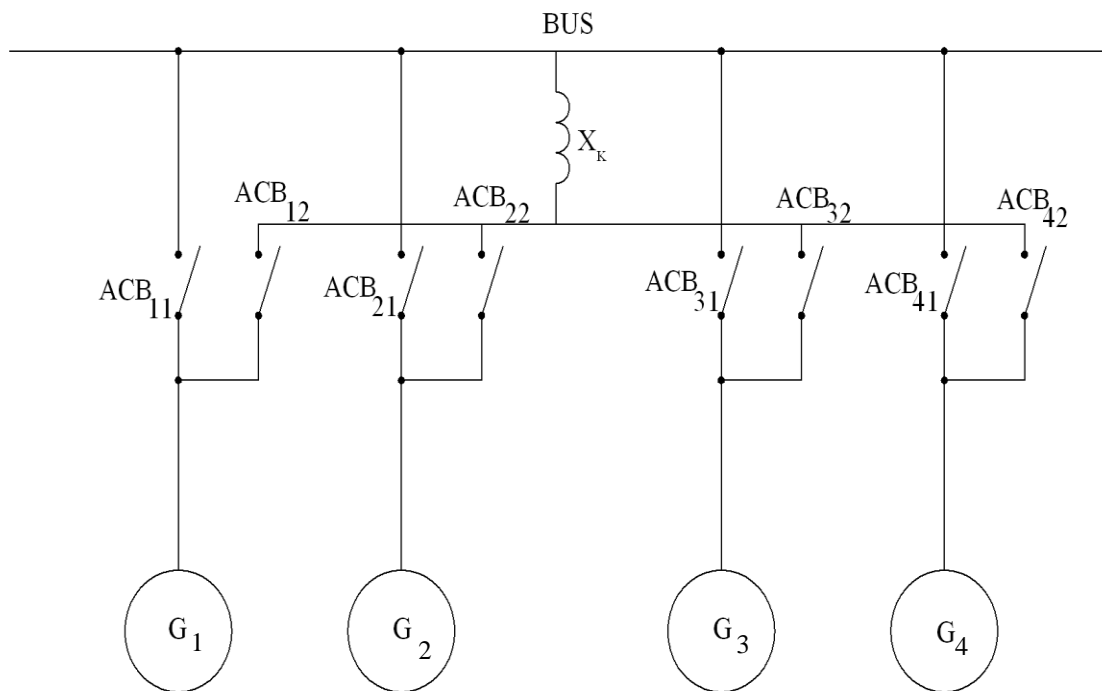 BUS
X_K
ACB_12
ACB_22
ACB_32
ACB_42
ACB_11
ACB_21
ACB_31
ACB_41
G_1
G_2
G_3
G_4